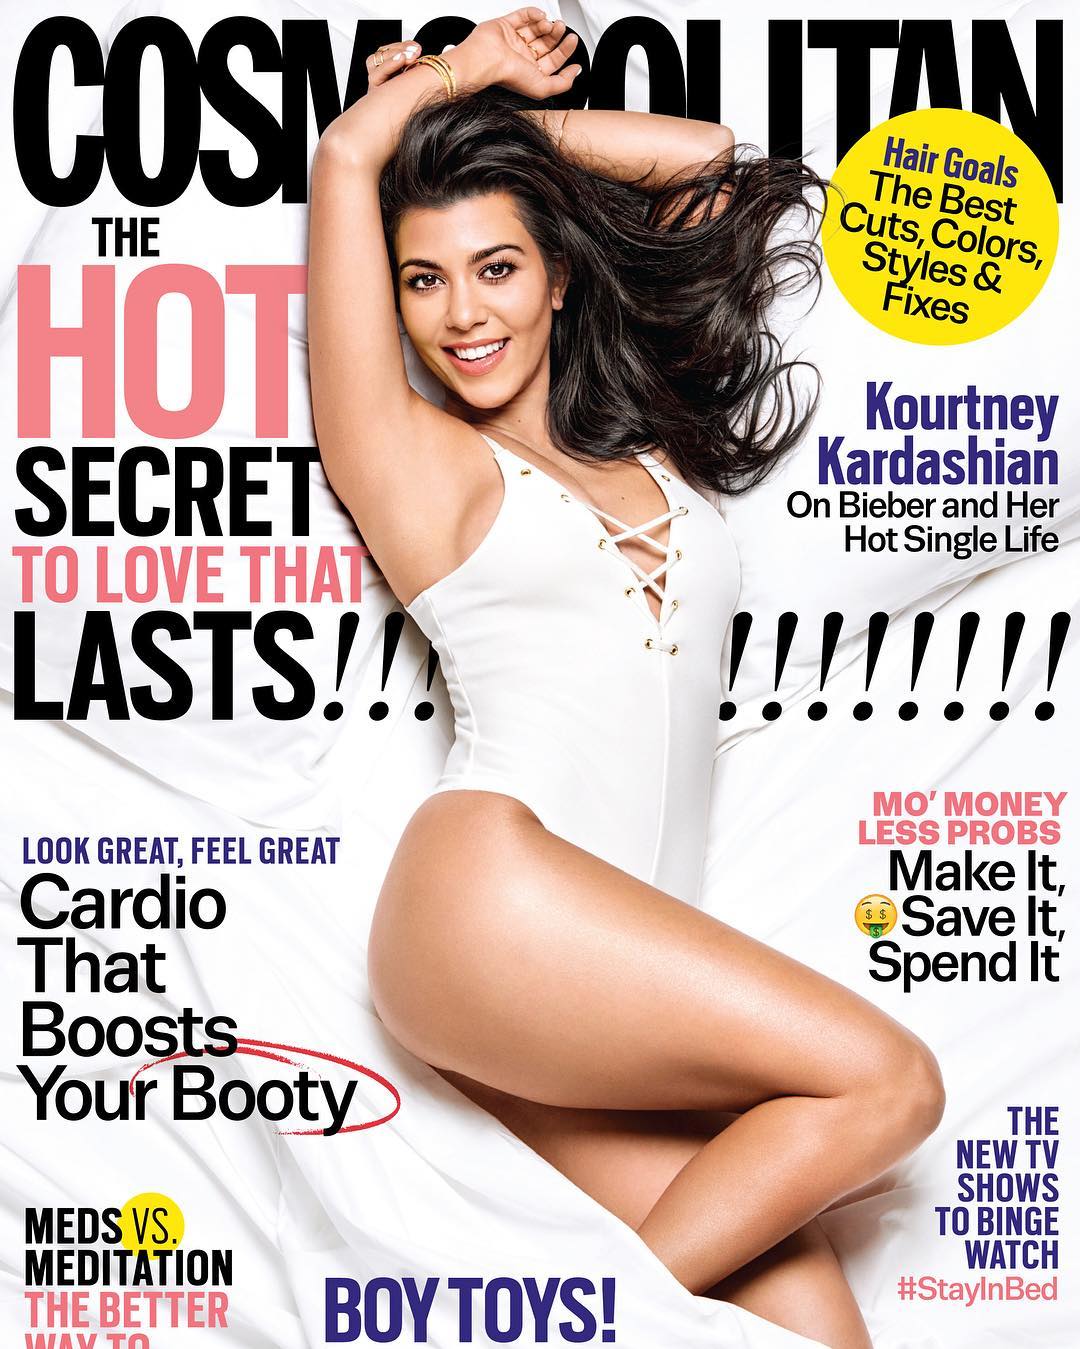 COSMOPOLITAN
THE
HOT
SECRET
TO LOVE THAT
LASTS!!! !!!!!!!!
Hair Goals
The Best
Cuts, Colors,
Styles &
Fixes
Kourtney
Kardashian
On Bieber and Her
Hot Single Life
LOOK GREAT, FEEL GREAT
Cardio
That
Boosts
Your Booty
MO' MONEY
LESS PROBS
Make It,
Save It,
Spend It
THE
NEW TV
SHOWS
TO BINGE
WATCH
#StayInBed
MEDS VS.
MEDITATION
THE BETTER
WAY TO
BOY TOYS!